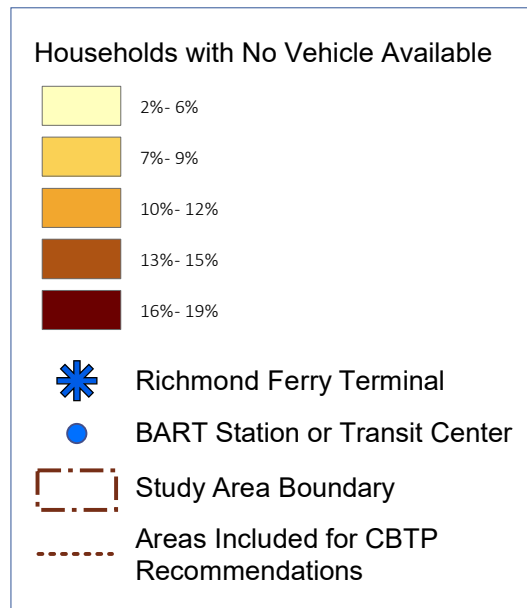 Households with No Vehicle Available
2%- 6%
7%- 9%
10%- 12%
13%- 15%
16%- 19%
Richmond Ferry Terminal
BART Station or Transit Center
Study Area Boundary
Areas Included for CBTP
Recommendations